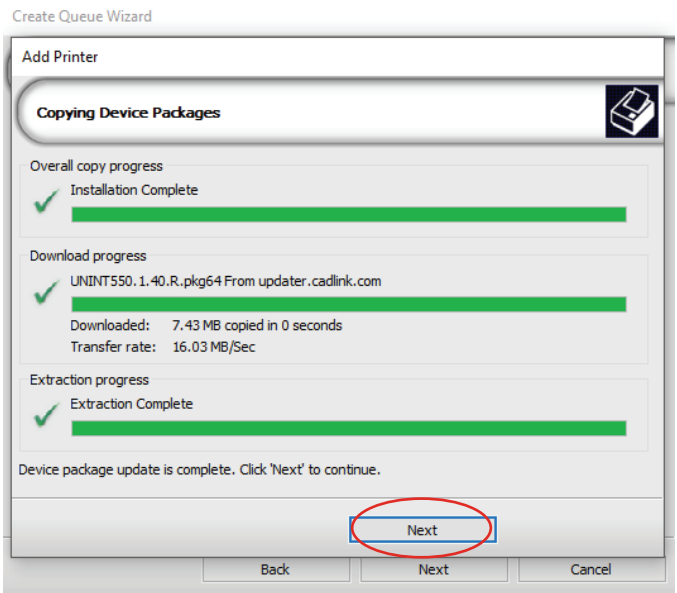 Create Queue Wizard
Add Printer
Copying Device Packages
Overall copy progress
Installation Complete
Download progress
UNINT550.1.40.R.pkg64 From updater.cadlink.com
Downloaded: 7.43 MB copied in 0 seconds
Transfer rate: 16.03 MB/Sec
Extraction progress
Extraction Complete
Device package update is complete. Click 'Next' to continue.
Next
Back Next Cancel